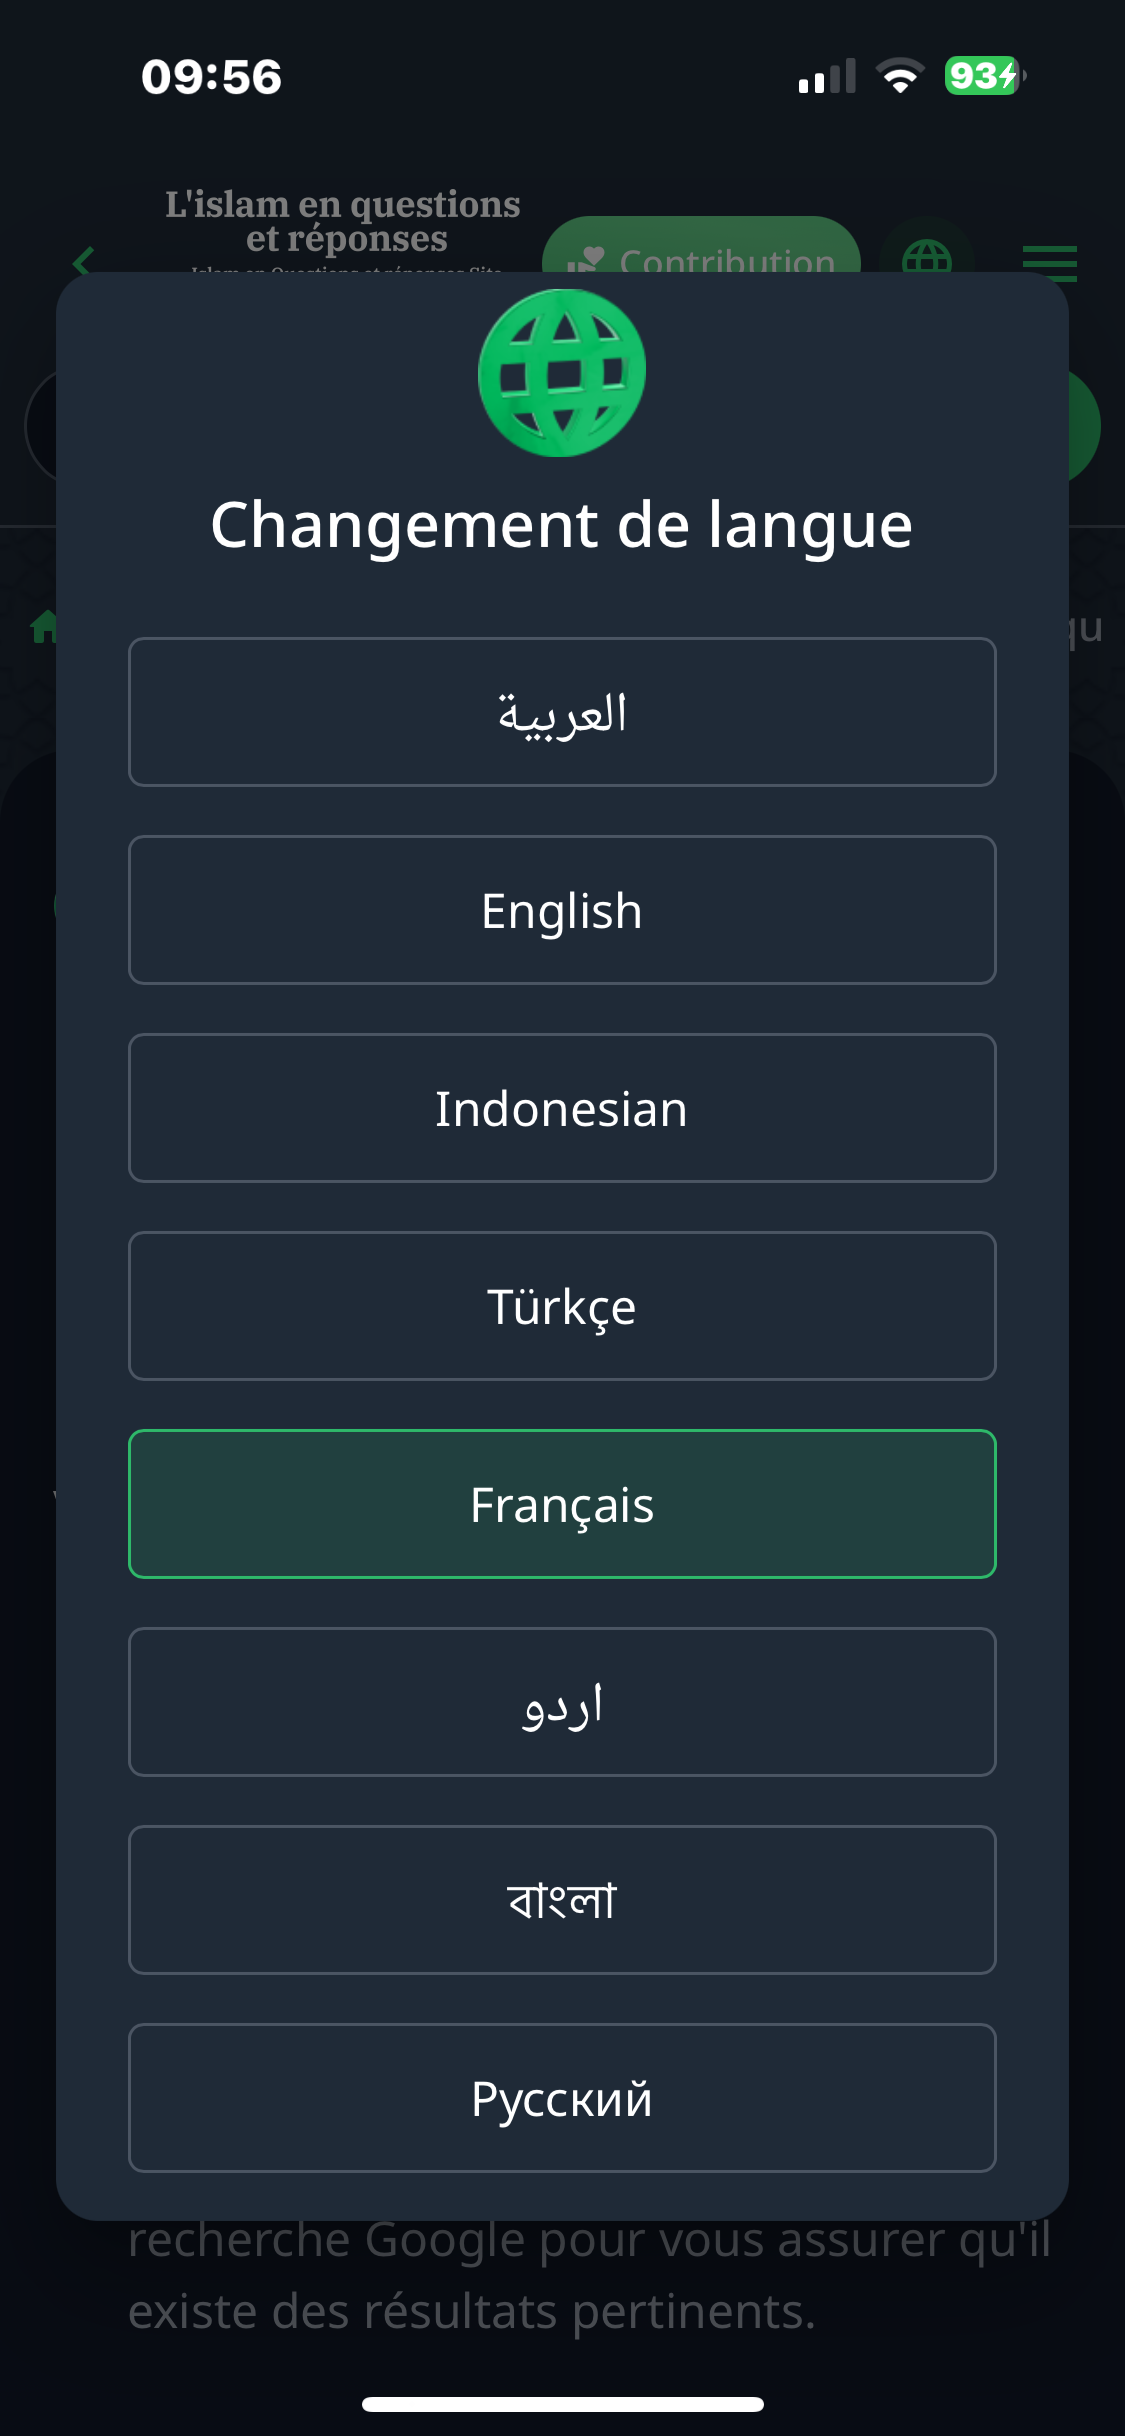 09:56
93
L'islam en questions
et réponses
Contribution
Changement de langue
العربية
English
Indonesian
Türkçe
Français
اردو
বাংলা
Русский
recherche Google pour vous assurer qu'il
existe des résultats pertinents.